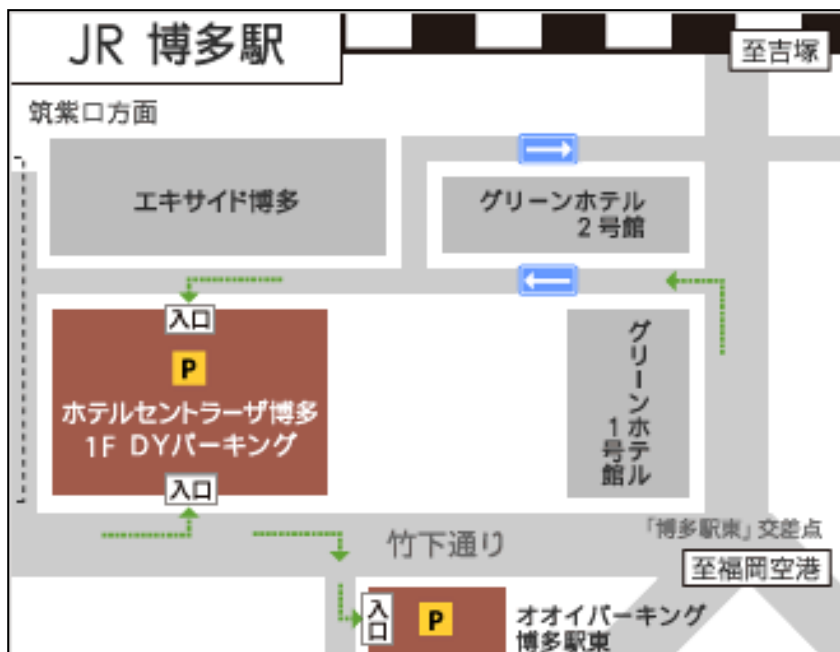 JR 博多駅
至吉塚
筑紫口方面
エキサイド博多
グリーンホテル
2号館
入口
P
ホテルセントラーザ博多
1F DYパーキング
入口
グリーンホテル
1号館
竹下通り
「博多駅東」交差点
至福岡空港
入口
P
オオイパーキング
博多駅東